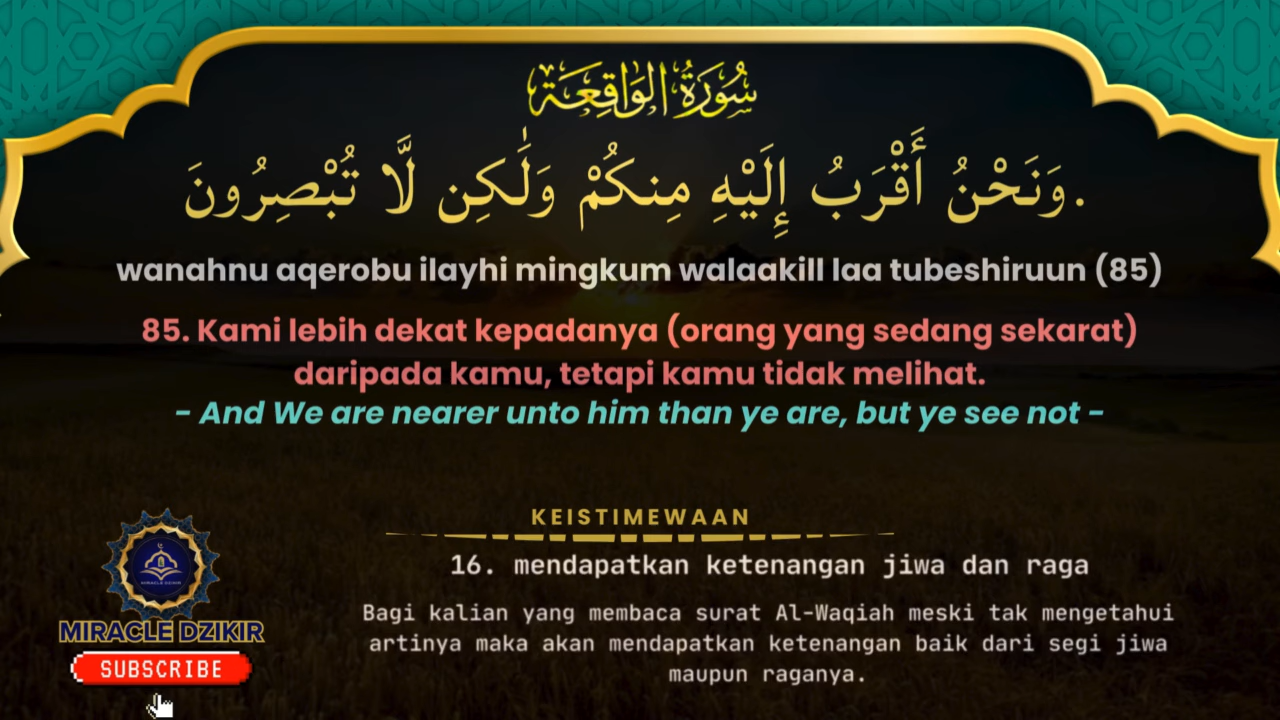 سُورَةُ الوَاقِعَة
وَنَحْنُ أَقْرَبُ إِلَيْهِ مِنكُمْ وَلَٰكِن لَّا تُبْصِرُونَ.
wanahnu aqerobu ilayhi mingkum walaakill laa tubeshiruun (85)
85. Kami lebih dekat kepadanya (orang yang sedang sekarat)
daripada kamu, tetapi kamu tidak melihat.
- And We are nearer unto him than ye are, but ye see not -
KEISTIMEWAAN
16. mendapatkan ketenangan jiwa dan raga
Bagi kalian yang membaca surat Al-Waqiah meski tak mengetahui
artinya maka akan mendapatkan ketenangan baik dari segi jiwa
maupun raganya.
MIRACLE DZIKIR
MIRACLE DZIKIR
SUBSCRIBE